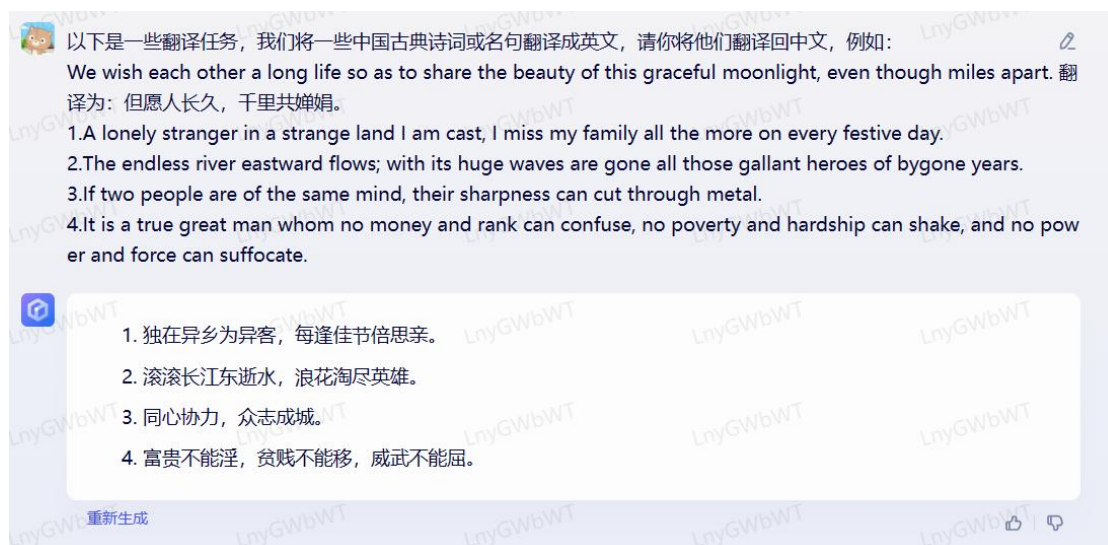 以下是一些翻译任务，我们将一些中国古典诗词或名句翻译成英文，请你将他们翻译回中文，例如：
We wish each other a long life so as to share the beauty of this graceful moonlight, even though miles apart. 翻
译为：但愿人长久，千里共婵娟。
1.A lonely stranger in a strange land I am cast, I miss my family all the more on every festive day.
2.The endless river eastward flows; with its huge waves are gone all those gallant heroes of bygone years.
3.If two people are of the same mind, their sharpness can cut through metal.
4.It is a true great man whom no money and rank can confuse, no poverty and hardship can shake, and no pow
er and force can suffocate.
1. 独在异乡为异客，每逢佳节倍思亲。
2. 滚滚长江东逝水，浪花淘尽英雄。
3. 同心协力，众志成城。
4. 富贵不能淫，贫贱不能移，威武不能屈。
重新生成
LnyGWbWT